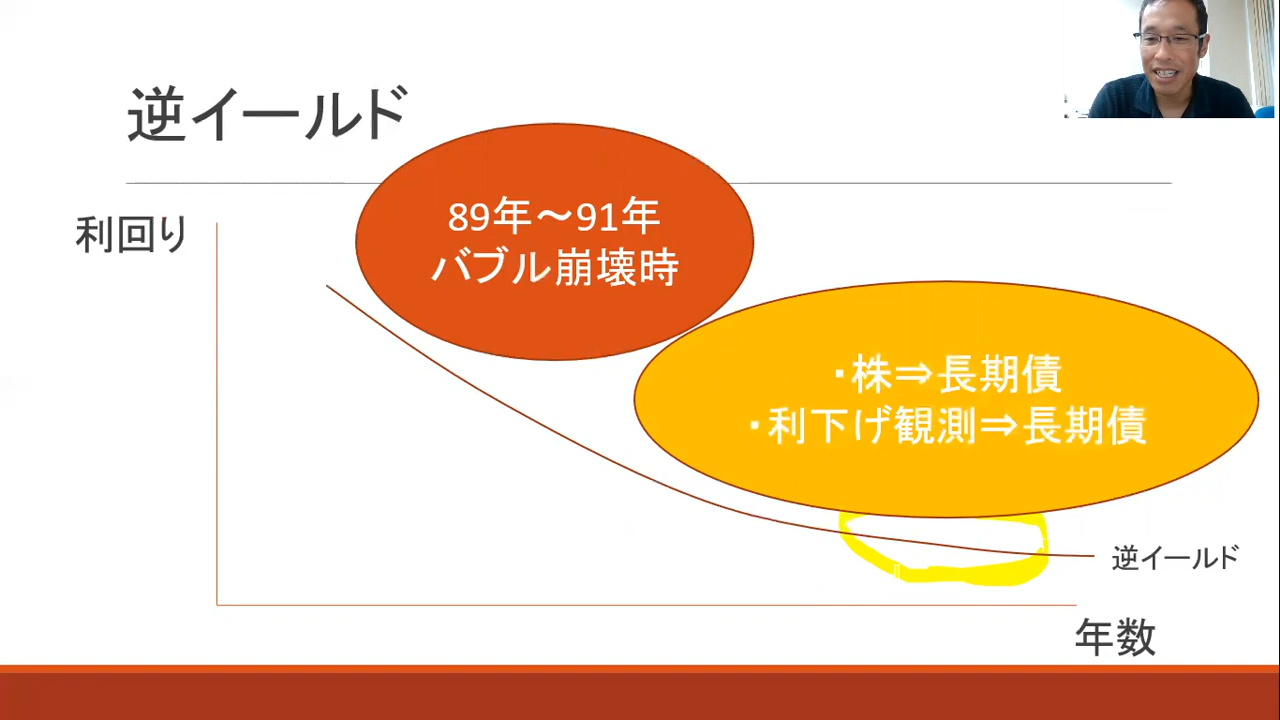 逆イールド
利回り
89年～91年
バブル崩壊時
・株⇒長期債
・利下げ観測⇒長期債
逆イールド
年数